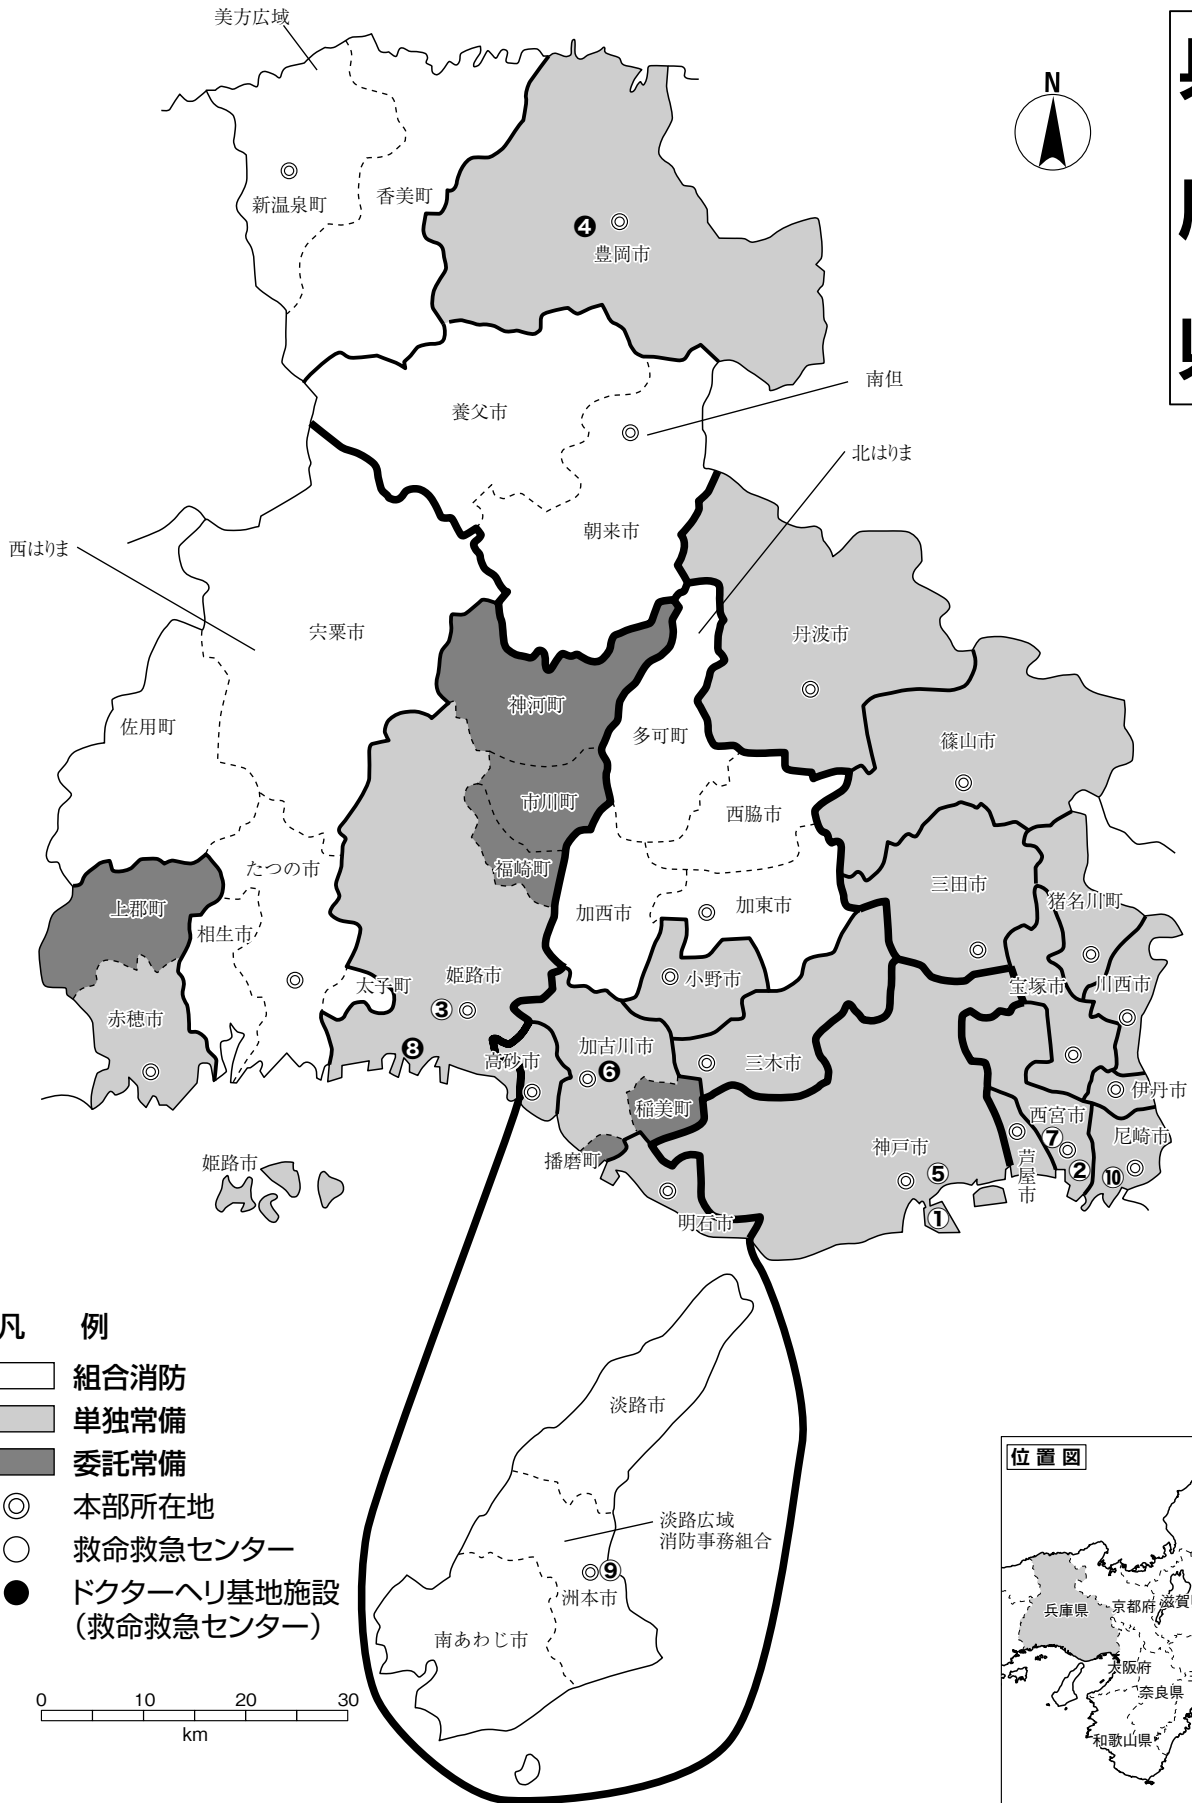 美方広域
N
新温泉町
香美町
❹
豊岡市
南但
養父市
北はりま
朝来市
西はりま
宍粟市
丹波市
神河町
佐用町
多可町
篠山市
市川町
西脇市
たつの市
福崎町
三田市
上郡町
相生市
加西市
加東市
猪名川町
太子町
姫路市
小野市
宝塚市
川西市
③
赤穂市
❽
高砂市
加古川市
❻
三木市
伊丹市
稲美町
西宮市
尼崎市
神戸市
⑦
播磨町
姫路市
⑤
芦屋市
②
⑩
明石市
①
凡 例
組合消防
単独常備
委託常備
◎ 本部所在地
○ 救命救急センター
● ドクターヘリ基地施設
(救命救急センター)
淡路市
淡路広域
消防事務組合
⑨
洲本市
南あわじ市
0 10 20 30
km
位置図
兵庫県
京都府
大阪府
奈良県
和歌山県